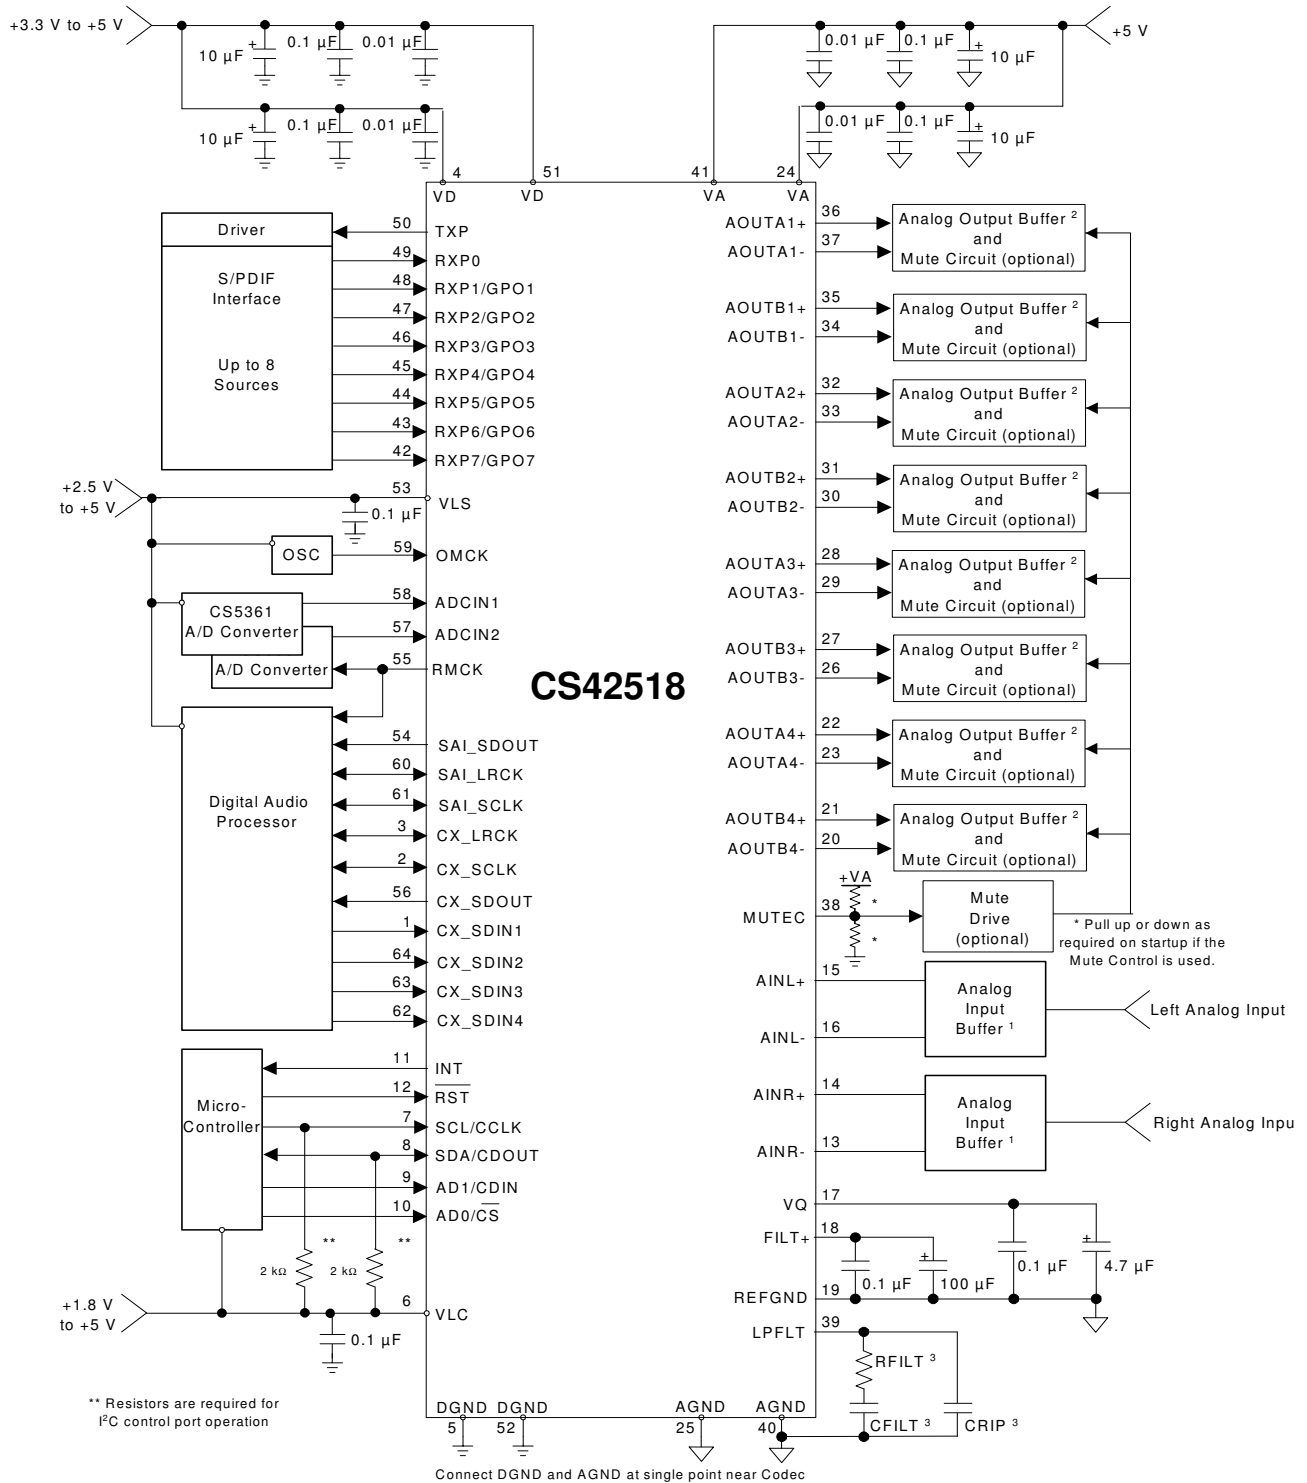 +3.3 V to +5 V
10 µF
+
0.1 µF
0.01 µF
10 µF
+
0.1 µF
0.01 µF
0.01 µF
0.1 µF
+
10 µF
+5 V
0.01 µF
0.1 µF
+
10 µF
4
51
41
24
VD
VD
VA
VA
Driver
S/PDIF
Interface
Up to 8
Sources
50
TXP
49
RXP0
48
RXP1/GPO1
47
RXP2/GPO2
46
RXP3/GPO3
45
RXP4/GPO4
44
RXP5/GPO5
43
RXP6/GPO6
42
RXP7/GPO7
+2.5 V
to +5 V
53
VLS
0.1 µF
OSC
59
OMCK
CS5361
A/D Converter
58
ADCIN1
57
ADCIN2
A/D Converter
55
RMCK
CS42518
Digital Audio
Processor
54
SAI_SDOUT
60
SAI_LRCK
61
SAI_SCLK
3
CX_LRCK
2
CX_SCLK
56
CX_SDOUT
1
CX_SDIN1
64
CX_SDIN2
63
CX_SDIN3
62
CX_SDIN4
Micro-
Controller
11
INT
12
RST
7
SCL/CCLK
8
SDA/CDOUT
9
AD1/CDIN
10
AD0/CS
**
**
2 kΩ
2 kΩ
+1.8 V
to +5 V
6
VLC
0.1 µF
** Resistors are required for
I²C control port operation
AOUTA1+
36
AOUTA1-
37
Analog Output Buffer ²
and
Mute Circuit (optional)
AOUTB1+
35
AOUTB1-
34
Analog Output Buffer ²
and
Mute Circuit (optional)
AOUTA2+
32
AOUTA2-
33
Analog Output Buffer ²
and
Mute Circuit (optional)
AOUTB2+
31
AOUTB2-
30
Analog Output Buffer ²
and
Mute Circuit (optional)
AOUTA3+
28
AOUTA3-
29
Analog Output Buffer ²
and
Mute Circuit (optional)
AOUTB3+
27
AOUTB3-
26
Analog Output Buffer ²
and
Mute Circuit (optional)
AOUTA4+
22
AOUTA4-
23
Analog Output Buffer ²
and
Mute Circuit (optional)
AOUTB4+
21
AOUTB4-
20
Analog Output Buffer ²
and
Mute Circuit (optional)
+VA
*
*
MUTEC
38
Mute
Drive
(optional)
* Pull up or down as
required on startup if the
Mute Control is used.
AINL+
15
AINL-
16
Analog
Input
Buffer ¹
Left Analog Input
AINR+
14
AINR-
13
Analog
Input
Buffer ¹
Right Analog Inpu
VQ
17
FILT+
18
0.1 µF
+
100 µF
0.1 µF
+
4.7 µF
REFGND
19
LPFLT
39
RFILT ³
CFILT ³
CRIP ³
DGND
DGND
AGND
AGND
5
52
25
40
Connect DGND and AGND at single point near Codec